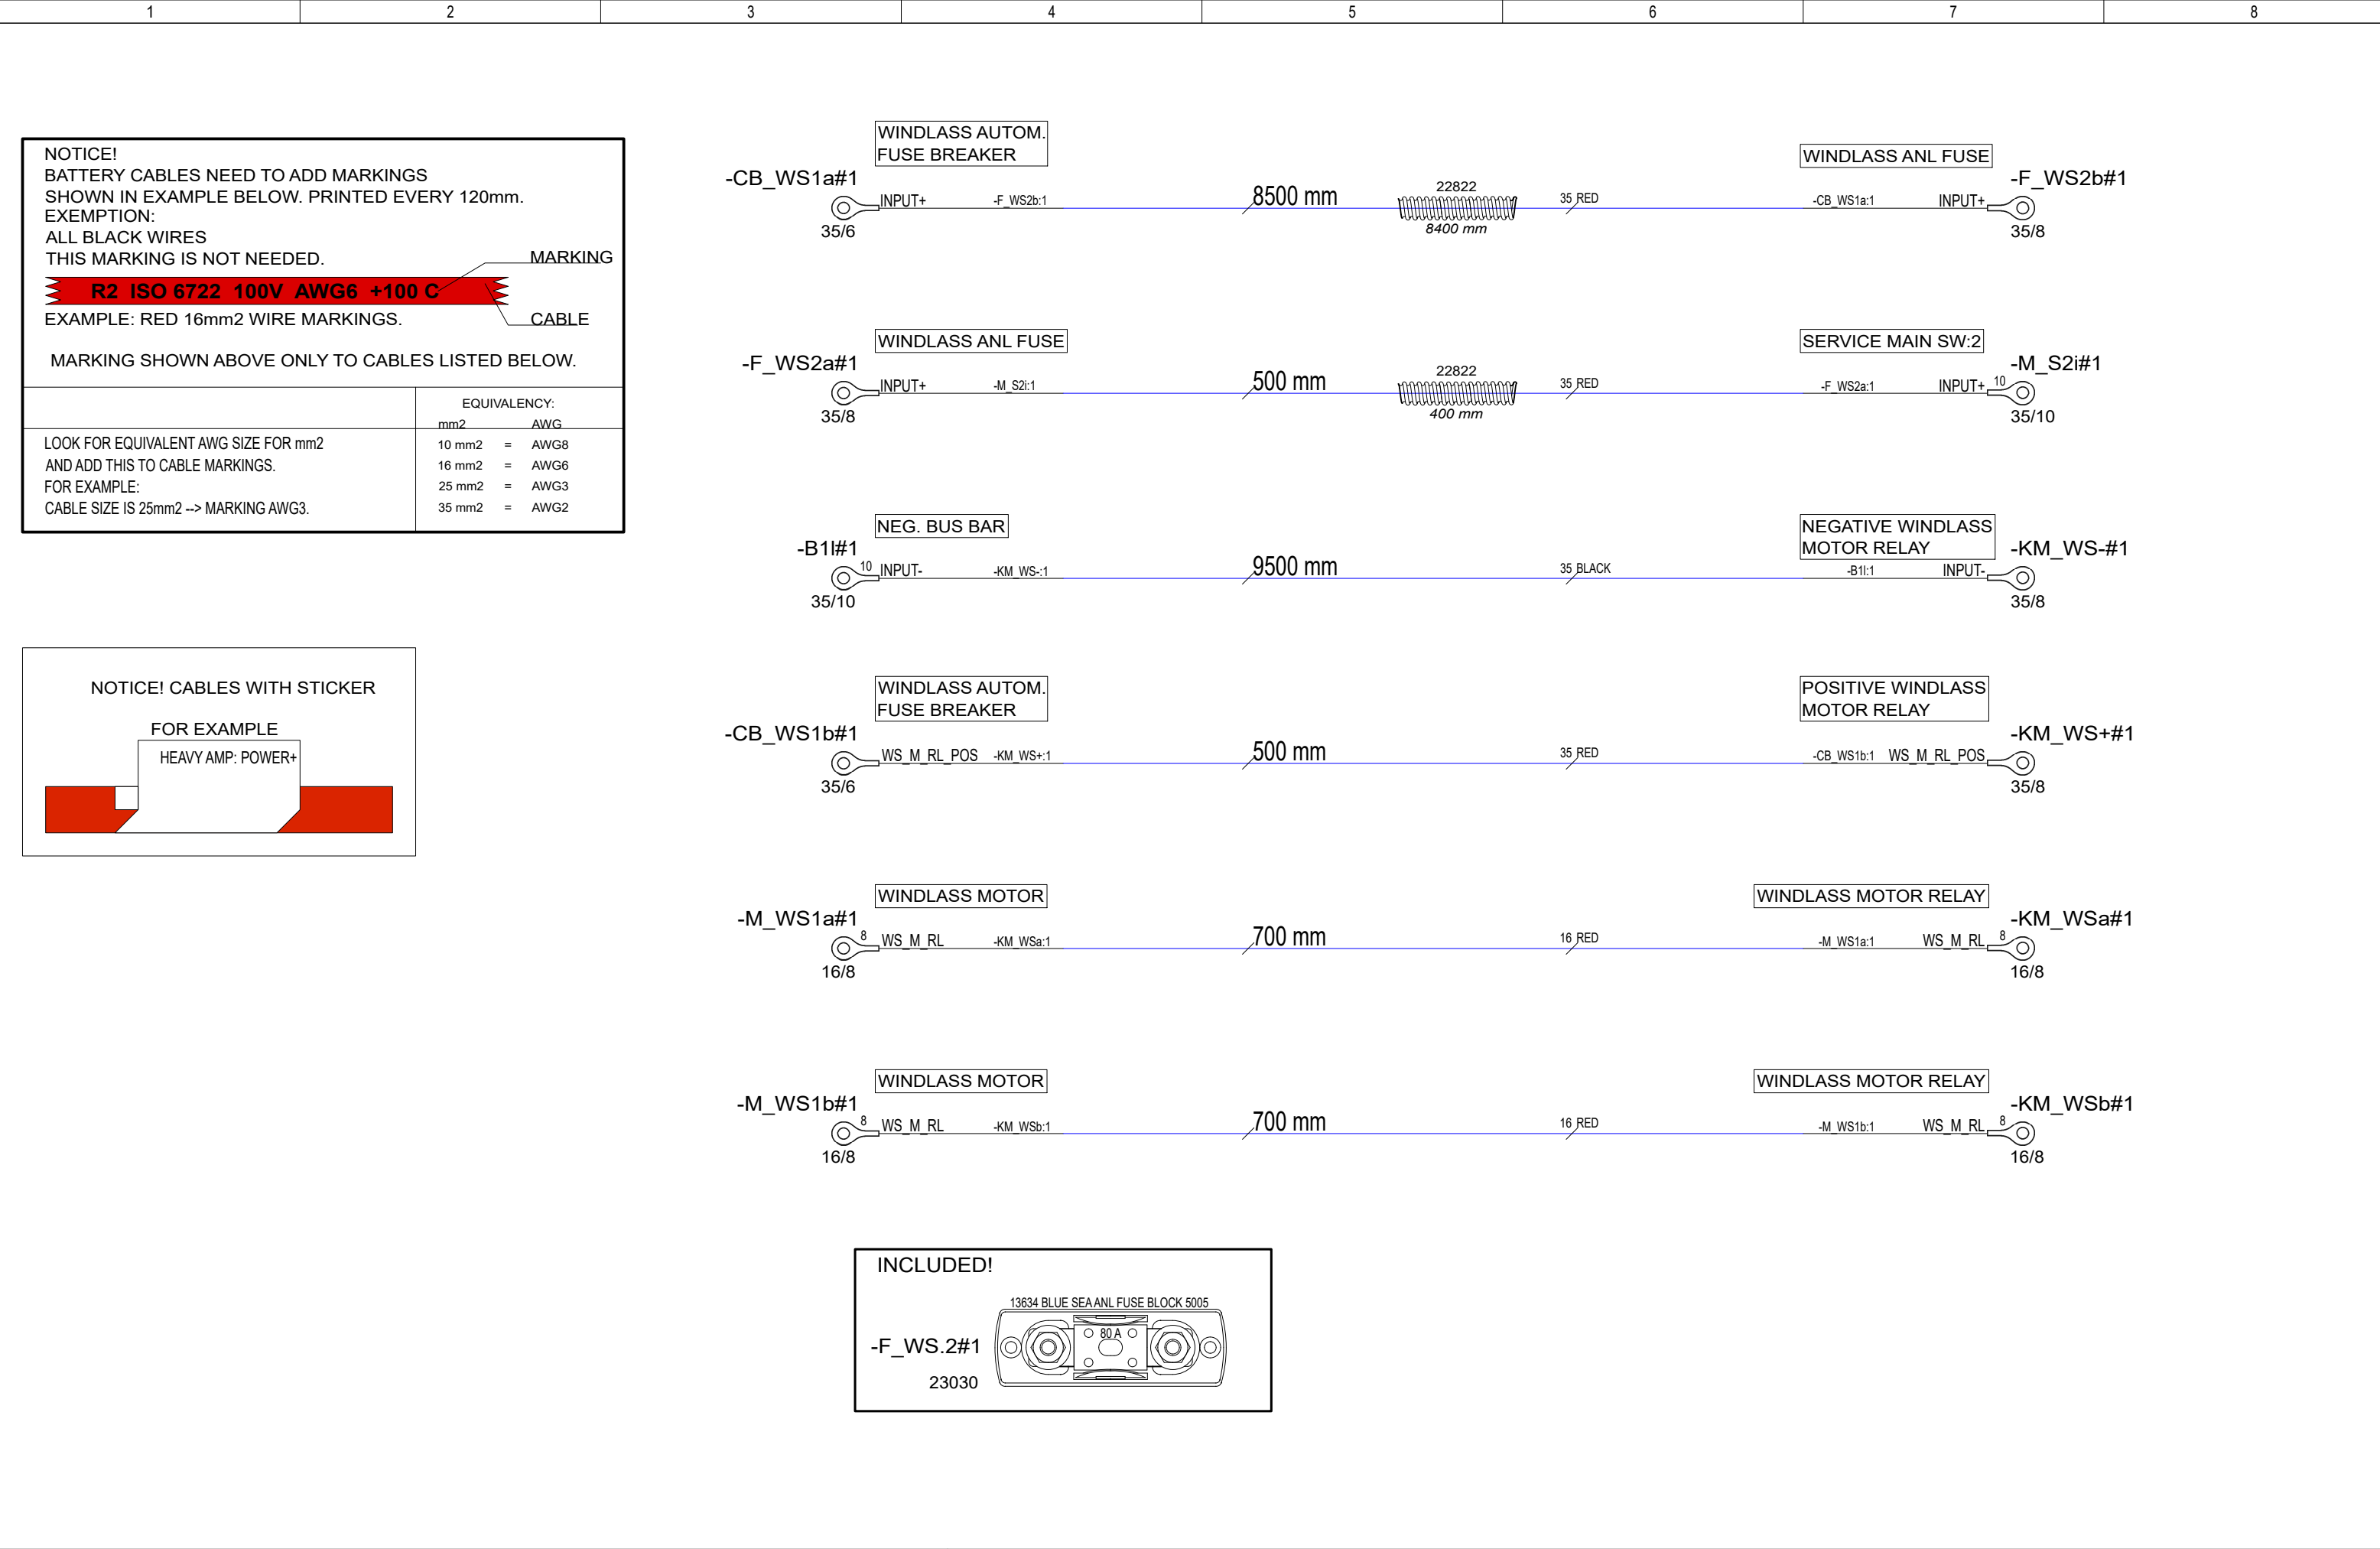 1 2 3 4 5 6 7 8
NOTICE!
BATTERY CABLES NEED TO ADD MARKINGS
SHOWN IN EXAMPLE BELOW. PRINTED EVERY 120mm.
EXEMPTION:
ALL BLACK WIRES
THIS MARKING IS NOT NEEDED.
MARKING
R2 ISO 6722 100V AWG6 +100 C
EXAMPLE: RED 16mm2 WIRE MARKINGS.
CABLE
MARKING SHOWN ABOVE ONLY TO CABLES LISTED BELOW.
EQUIVALENCY:
mm2 AWG
LOOK FOR EQUIVALENT AWG SIZE FOR mm2
AND ADD THIS TO CABLE MARKINGS.
FOR EXAMPLE:
CABLE SIZE IS 25mm2 --> MARKING AWG3.
10 mm2 = AWG8
16 mm2 = AWG6
25 mm2 = AWG3
35 mm2 = AWG2
NOTICE! CABLES WITH STICKER
FOR EXAMPLE
HEAVY AMP: POWER+
WINDLASS AUTOM.
FUSE BREAKER
WINDLASS ANL FUSE
-CB_WS1a#1
-F_WS2b#1
INPUT+ -F_WS2b:1 8500 mm 22822 35 RED -CB_WS1a:1 INPUT+
35/6 8400 mm 35/8
WINDLASS ANL FUSE
SERVICE MAIN SW:2
-F_WS2a#1
-M_S2i#1
INPUT+ -M_S2i:1 500 mm 22822 35 RED -F_WS2a:1 INPUT+ 10
35/8 400 mm 35/10
NEG. BUS BAR
NEGATIVE WINDLASS
MOTOR RELAY
-B1l#1
-KM_WS-#1
10 INPUT- -KM_WS-:1 9500 mm 35 BLACK -B1l:1 INPUT-
35/10 35/8
WINDLASS AUTOM.
FUSE BREAKER
POSITIVE WINDLASS
MOTOR RELAY
-CB_WS1b#1
-KM_WS+#1
WS_M_RL_POS -KM_WS+:1 500 mm 35 RED -CB_WS1b:1 WS_M_RL_POS
35/6 35/8
WINDLASS MOTOR
WINDLASS MOTOR RELAY
-M_WS1a#1
-KM_WSa#1
8 WS_M_RL -KM_WSa:1 700 mm 16 RED -M_WS1a:1 WS_M_RL 8
16/8 16/8
WINDLASS MOTOR
WINDLASS MOTOR RELAY
-M_WS1b#1
-KM_WSb#1
8 WS_M_RL -KM_WSb:1 700 mm 16 RED -M_WS1b:1 WS_M_RL 8
16/8 16/8
INCLUDED!
13634 BLUE SEA ANL FUSE BLOCK 5005
80 A
-F_WS.2#1
23030